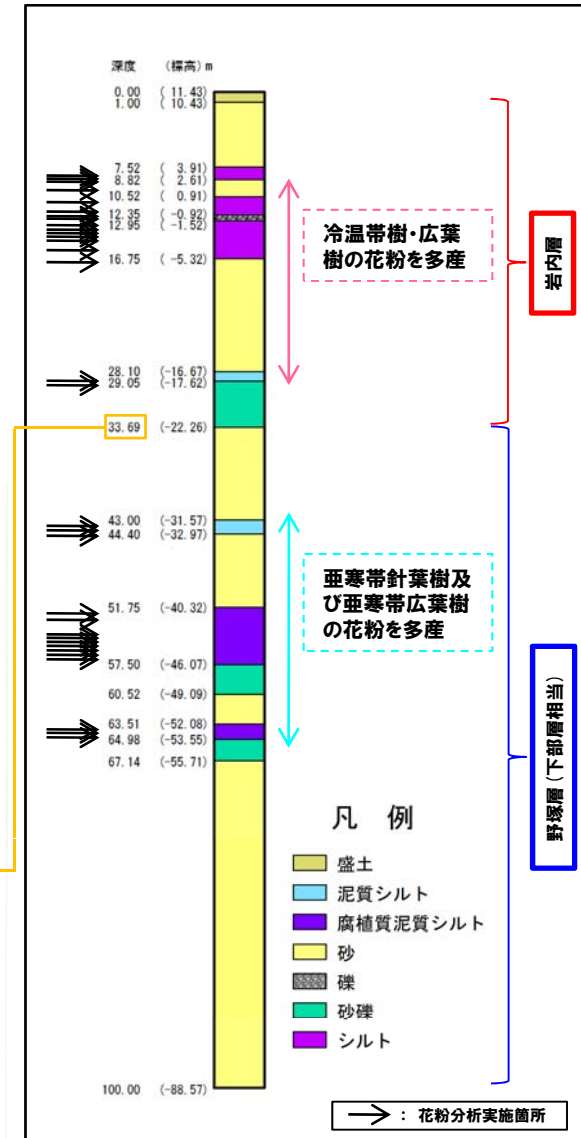 深度 (標高) m
0.00 ( 11.43)
1.00 ( 10.43)
7.52 ( 3.91)
8.82 ( 2.61)
10.52 ( 0.91)
12.35 ( -0.92)
12.95 ( -1.52)
16.75 ( -5.32)
28.10 (-16.67)
29.05 (-17.62)
33.69 (-22.26)
43.00 (-31.57)
44.40 (-32.97)
51.75 (-40.32)
57.50 (-46.07)
60.52 (-49.09)
63.51 (-52.08)
64.98 (-53.55)
67.14 (-55.71)
100.00 (-88.57)
冷温帯樹・広葉
樹の花粉を多産
岩内層
亜寒帯針葉樹及
び亜寒帯広葉樹
の花粉を多産
野塚層(下部層相当)
凡 例
盛土
泥質シルト
腐植質泥質シルト
砂
礫
砂礫
シルト
: 花粉分析実施箇所